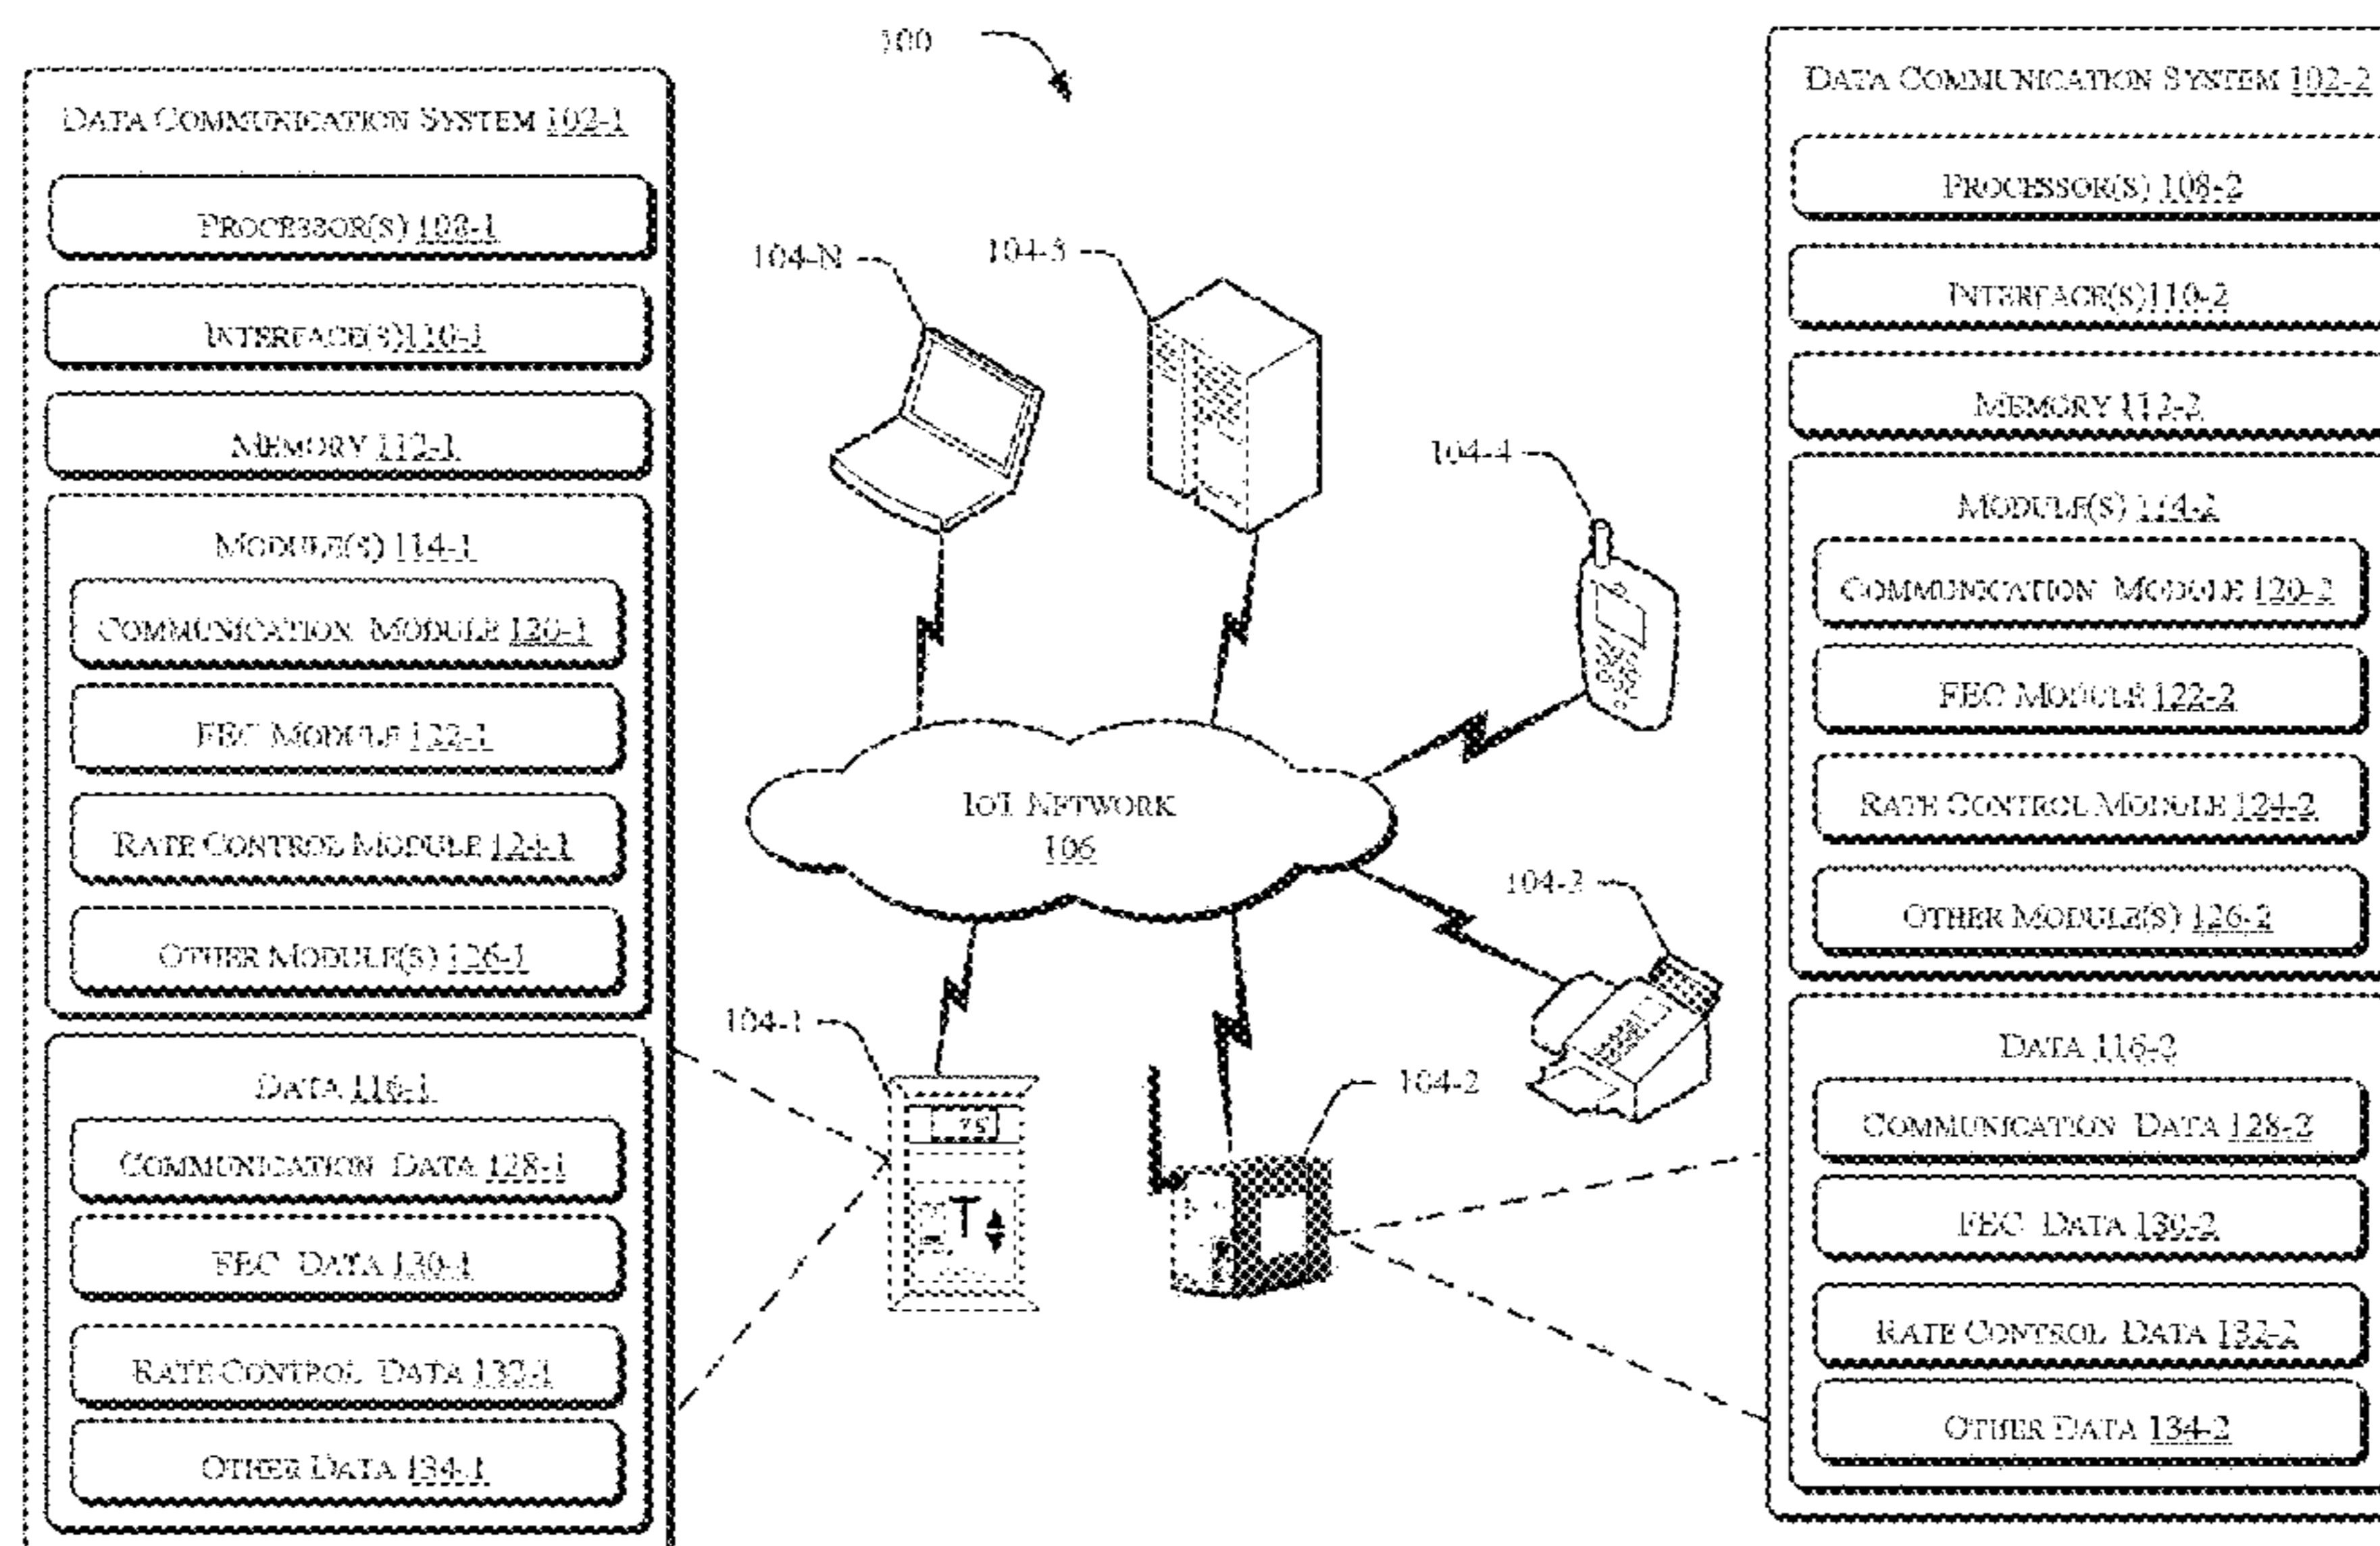 100
DATA COMMUNICATION SYSTEM 102-1
PROCESSOR(S) 108-1
INTERFACE(S)110-1
MEMORY 112-1
MODULE(S) 114-1
COMMUNICATION MODULE 120-1
FEC MODULE 122-1
RATE CONTROL MODULE 124-1
OTHER MODULE(S) 126-1
DATA 116-1
COMMUNICATION DATA 128-1
FEC DATA 130-1
RATE CONTROL DATA 132-1
OTHER DATA 134-1
104-N
104-5
104-4
IOT NETWORK
106
104-3
104-1
104-2
DATA COMMUNICATION SYSTEM 102-2
PROCESSOR(S) 108-2
INTERFACE(S)110-2
MEMORY 112-2
MODULE(S) 114-2
COMMUNICATION MODULE 120-2
FEC MODULE 122-2
RATE CONTROL MODULE 124-2
OTHER MODULE(S) 126-2
DATA 116-2
COMMUNICATION DATA 128-2
FEC DATA 130-2
RATE CONTROL DATA 132-2
OTHER DATA 134-2